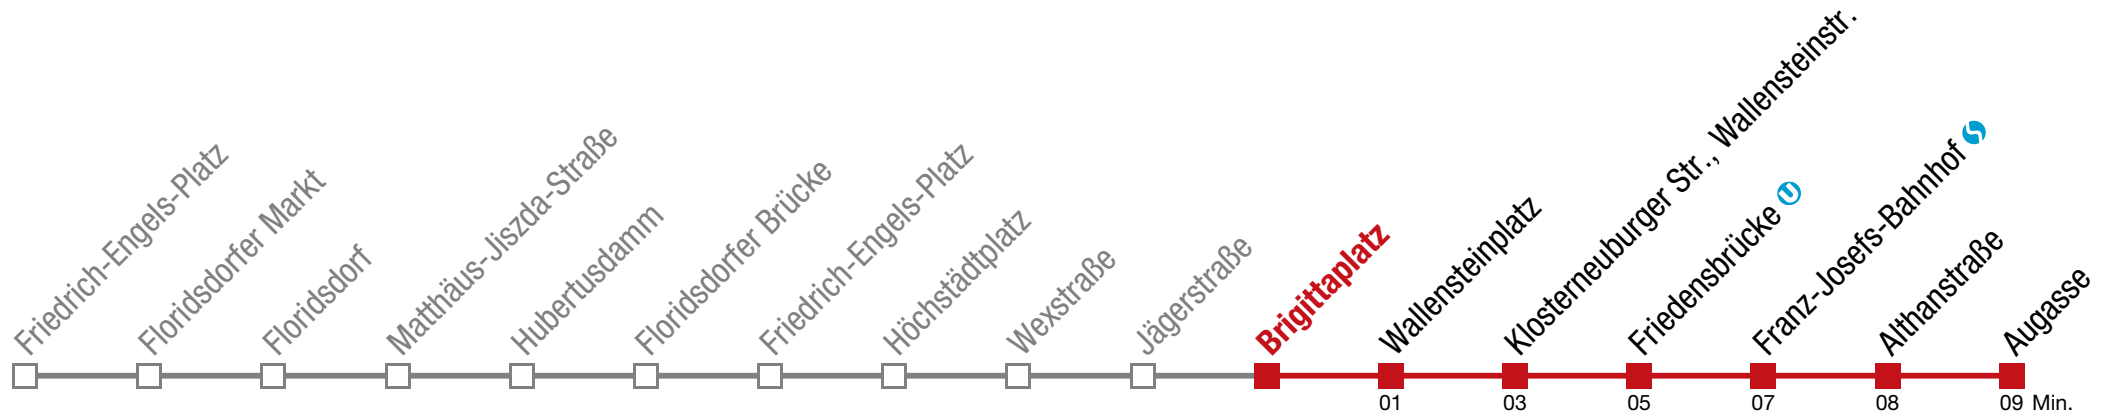 Friedrich-Engels-Platz
Floridsdorfer Markt
Floridsdorf
Matthäus-Jiszda-Straße
Hubertusdamm
Floridsdorfer Brücke
Friedrich-Engels-Platz
Höchstädtplatz
Wexstraße
Jägerstraße
Brigittaplatz
Wallensteinplatz
Klosterneuburger Str., Wallensteinstr.
Friedensbrücke U
Franz-Josefs-Bahnhof S
Althanstraße
Augasse
01 03 05 07 08 09 Min.